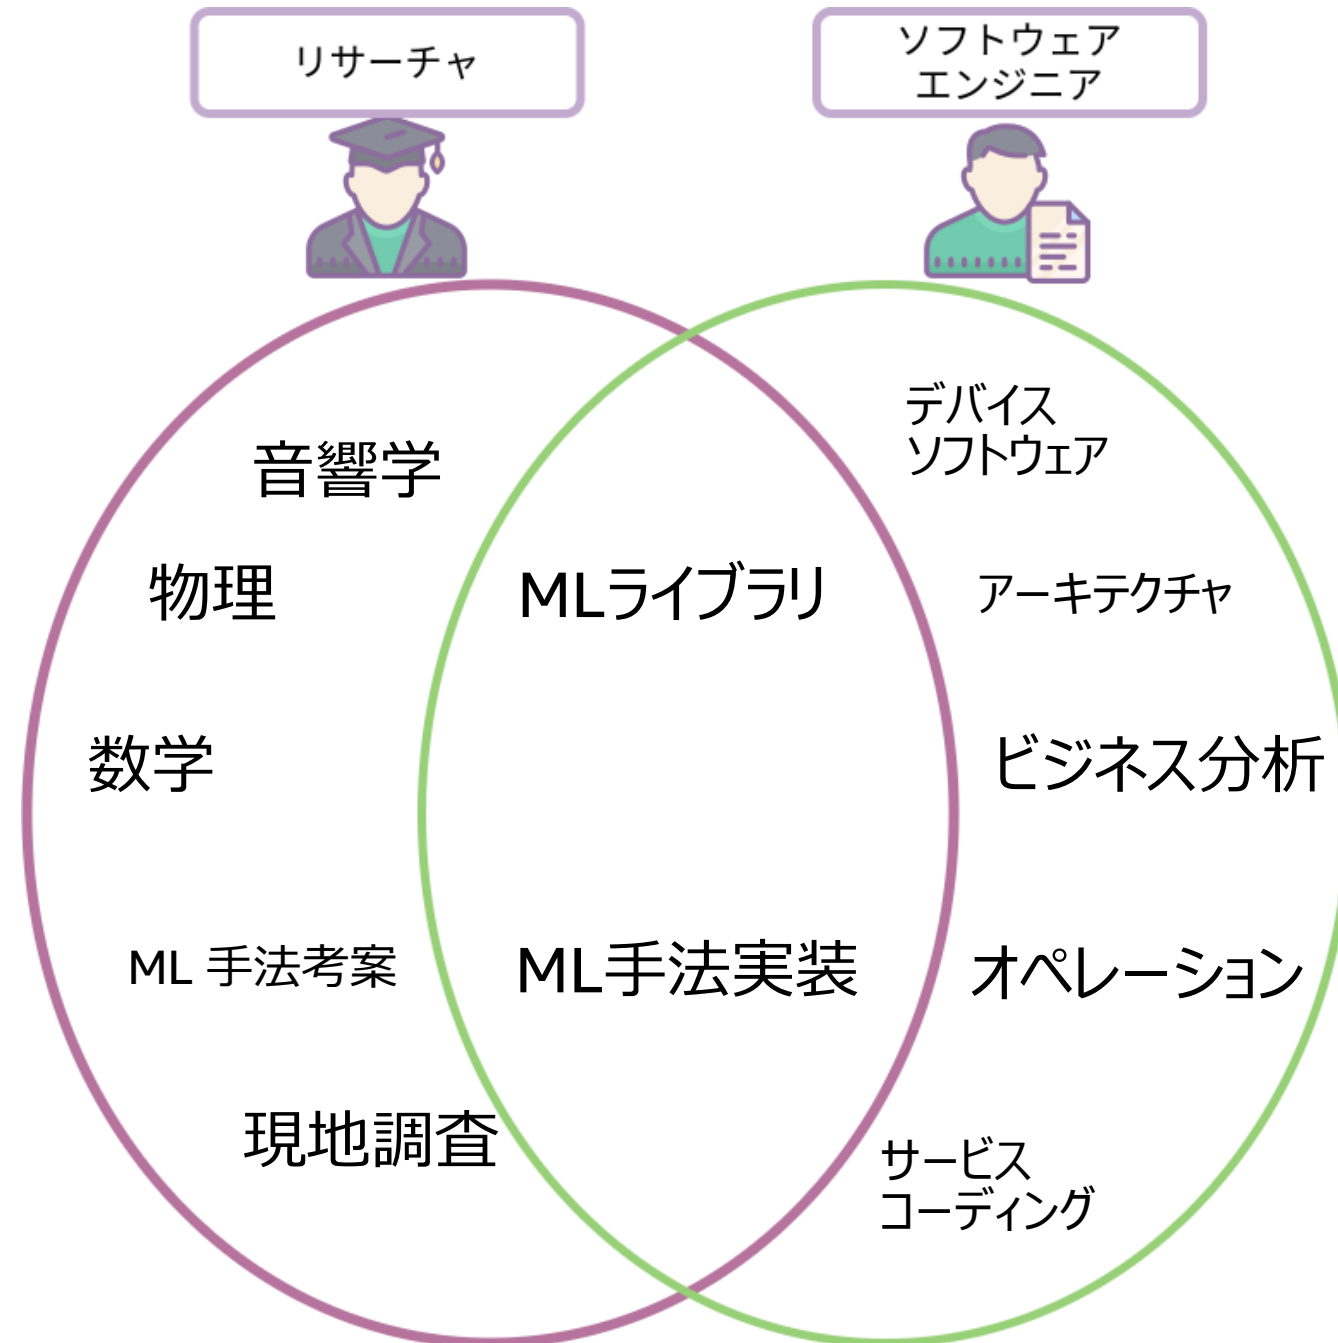 リサーチャ
ソフトウェア
エンジニア
デバイス
ソフトウェア
音響学
物理
MLライブラリ
アーキテクチャ
数学
ビジネス分析
ML 手法考案
ML手法実装
オペレーション
現地調査
サービス
コーディング